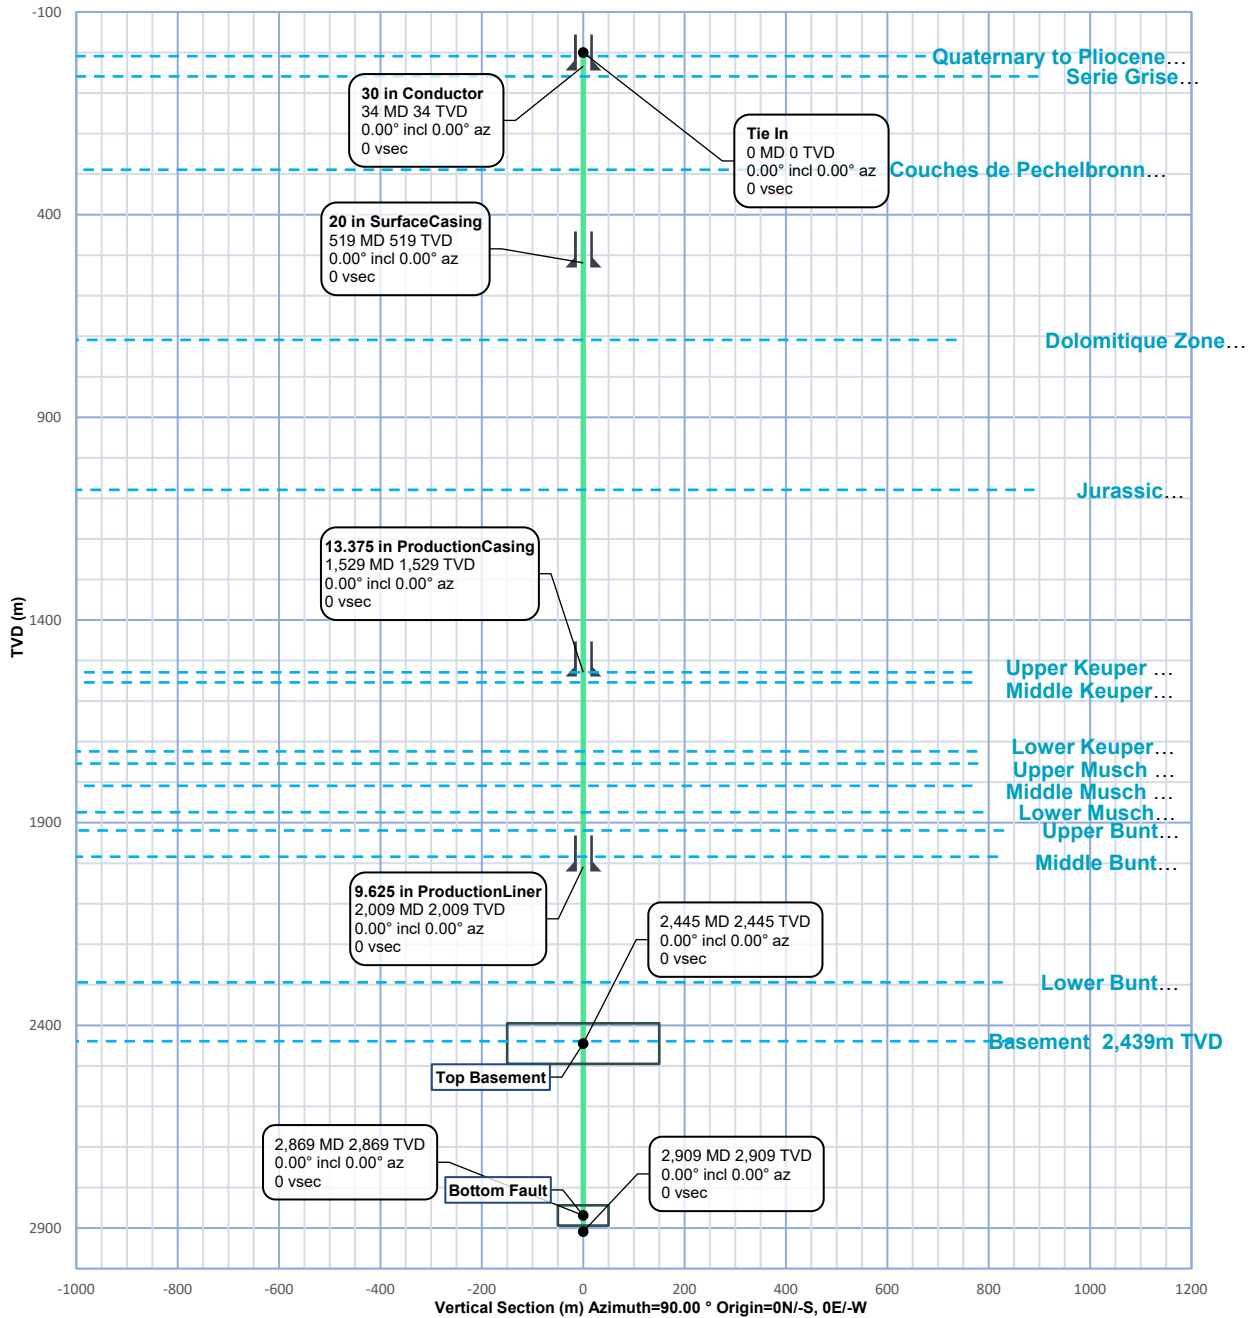 -100
Quaternary to Pliocene...
Serie Grise...
30 in Conductor
34 MD 34 TVD
0.00° incl 0.00° az
0 vsec
Tie In
0 MD 0 TVD
0.00° incl 0.00° az
0 vsec
Couches de Pechelbronn...
400
20 in SurfaceCasing
519 MD 519 TVD
0.00° incl 0.00° az
0 vsec
Dolomitique Zone...
900
Jurassic...
13.375 in ProductionCasing
1,529 MD 1,529 TVD
0.00° incl 0.00° az
0 vsec
1400
TVD (m)
Upper Keuper ...
Middle Keuper...
Lower Keuper...
Upper Musch ...
Middle Musch ...
Lower Musch...
1900
Upper Bunt...
Middle Bunt...
9.625 in ProductionLiner
2,009 MD 2,009 TVD
0.00° incl 0.00° az
0 vsec
2,445 MD 2,445 TVD
0.00° incl 0.00° az
0 vsec
Lower Bunt...
2400
Basement 2,439m TVD
Top Basement
2,869 MD 2,869 TVD
0.00° incl 0.00° az
0 vsec
2,909 MD 2,909 TVD
0.00° incl 0.00° az
0 vsec
Bottom Fault
2900
-1000 -800 -600 -400 -200 0 200 400 600 800 1000 1200
Vertical Section (m) Azimuth=90.00 ° Origin=0N/-S, 0E/-W